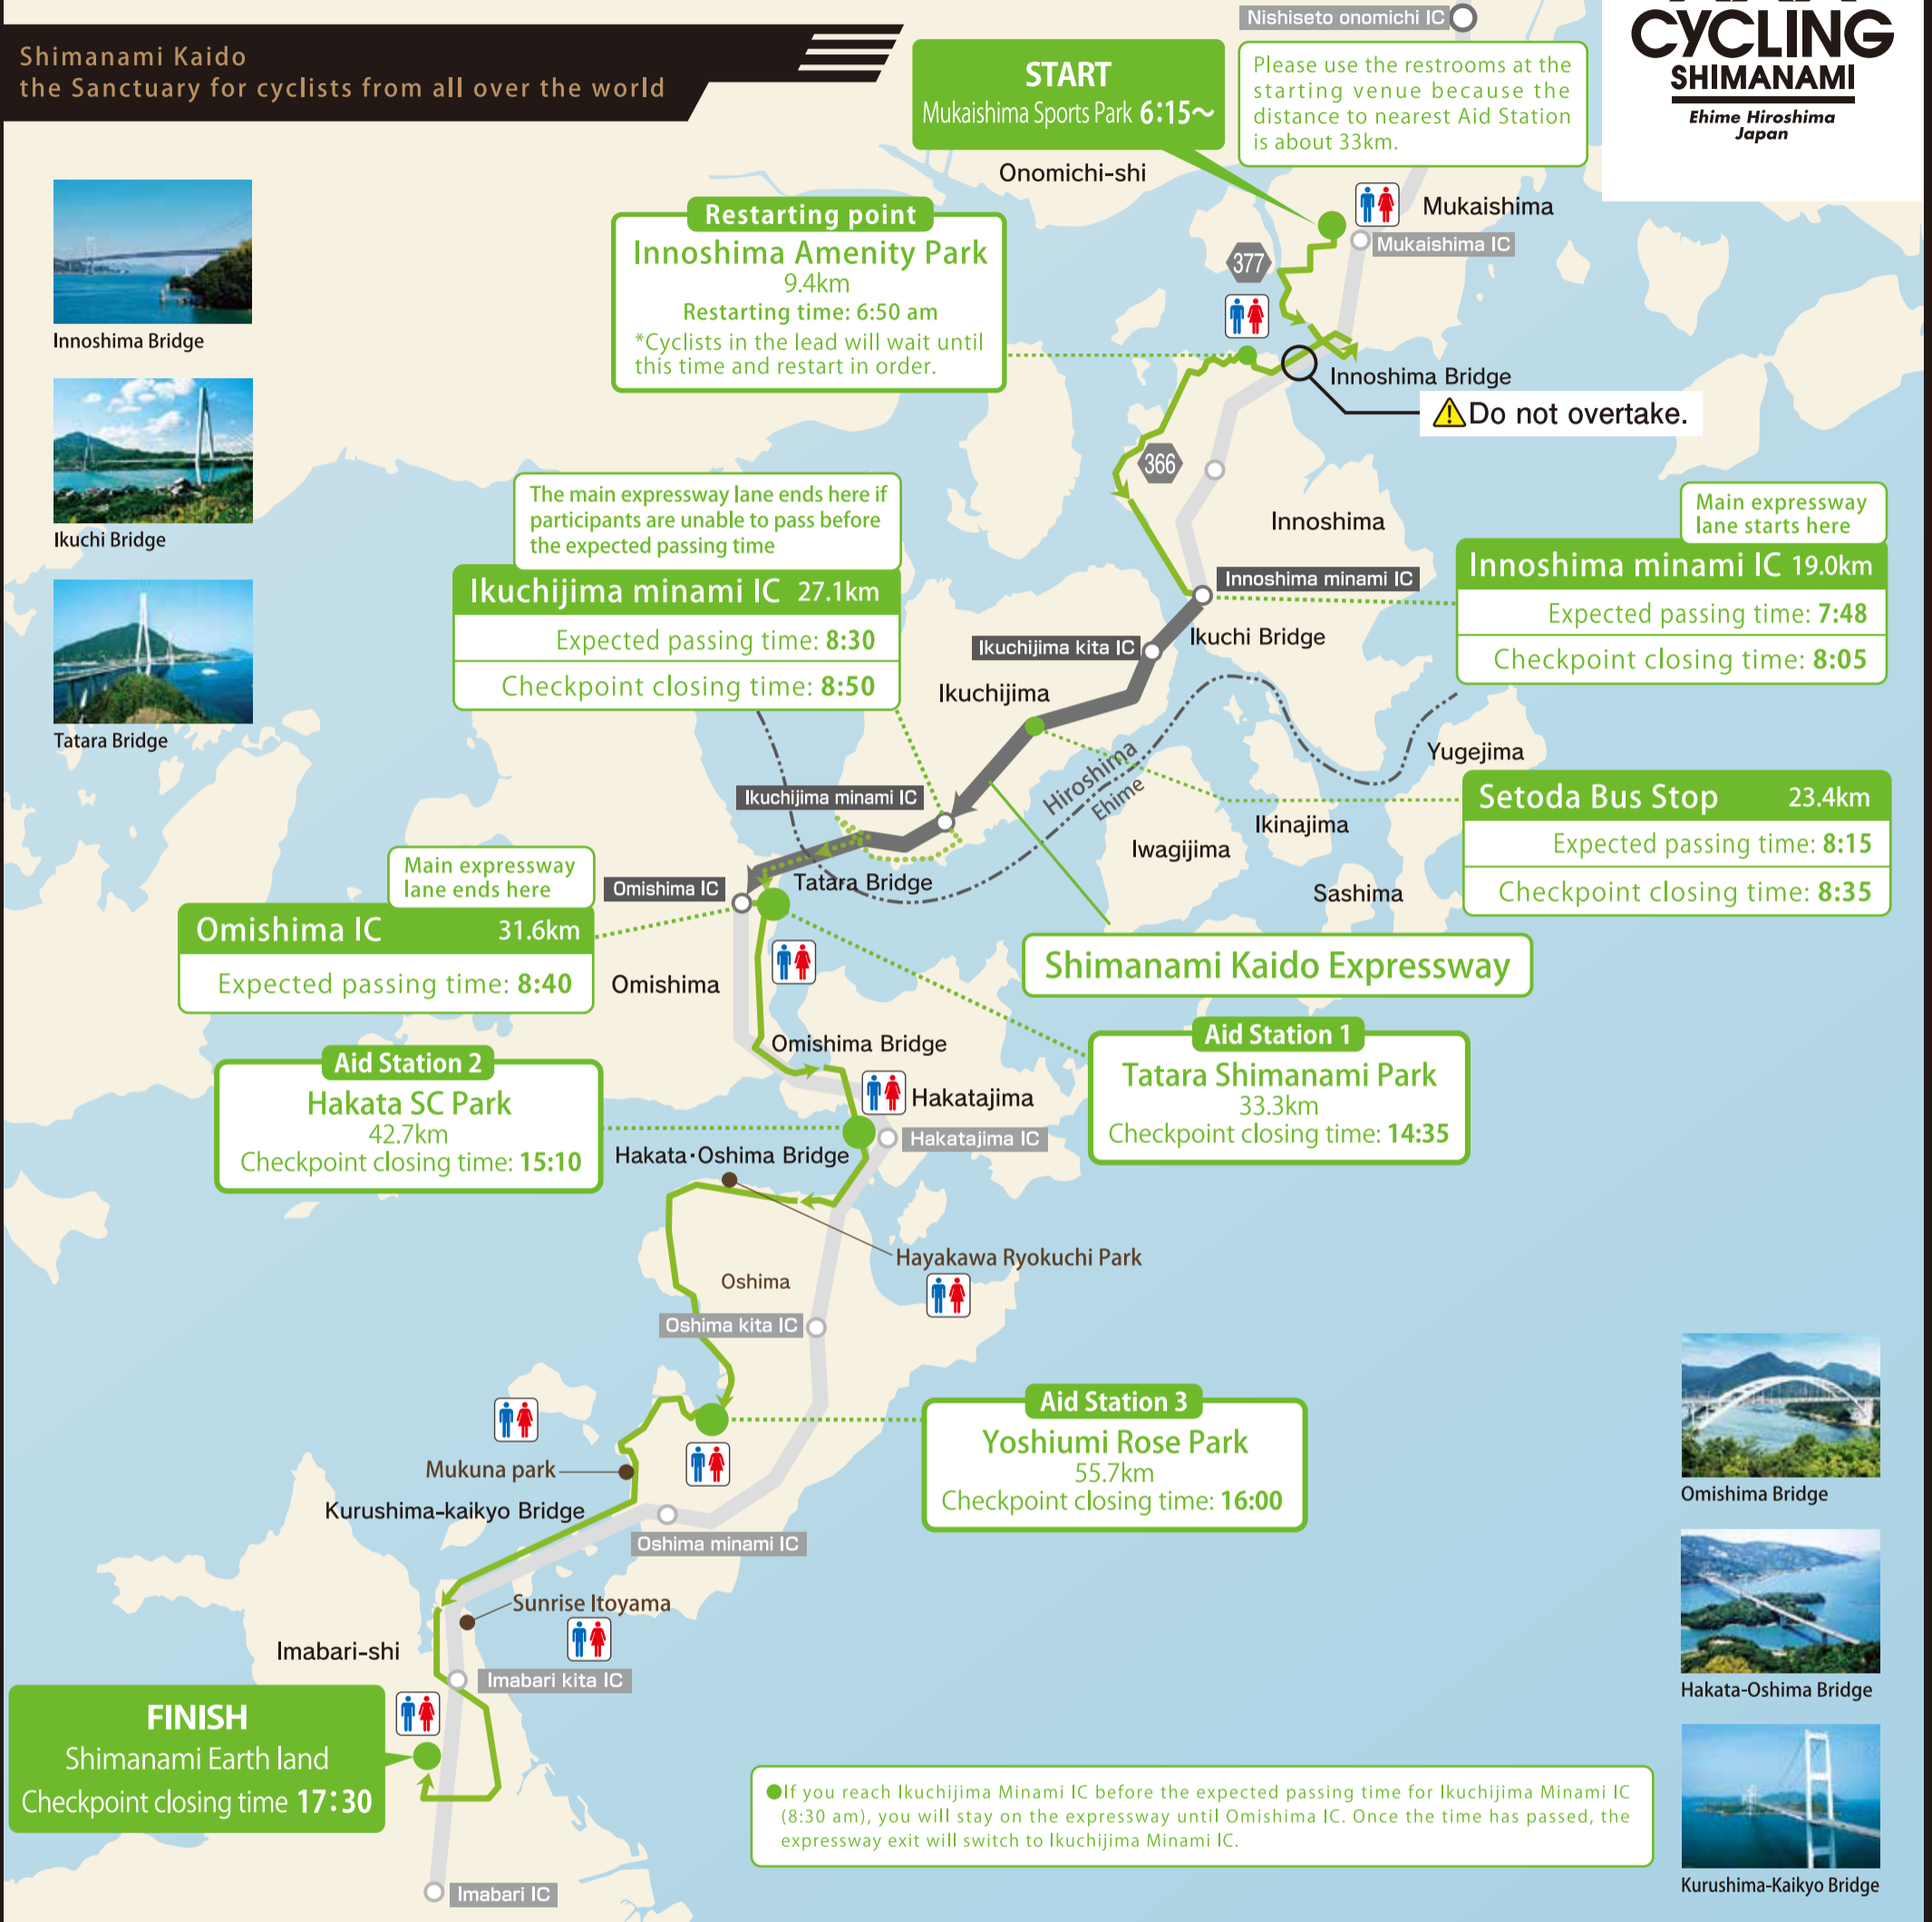 Shimanami Kaido
the Sanctuary for cyclists from all over the world
CYCLING
SHIMANAMI
Ehime Hiroshima
Japan
Nishiseto onomichi IC
START
Mukaishima Sports Park 6:15～
Please use the restrooms at the
starting venue because the
distance to nearest Aid Station
is about 33km.
Onomichi-shi
Mukaishima
Mukaishima IC
377
Restarting point
Innoshima Amenity Park
9.4km
Restarting time: 6:50 am
*Cyclists in the lead will wait until
this time and restart in order.
Innoshima Bridge
Innoshima Bridge
⚠Do not overtake.
366
Ikuchi Bridge
The main expressway lane ends here if
participants are unable to pass before
the expected passing time
Ikuchijima minami IC 27.1km
Expected passing time: 8:30
Checkpoint closing time: 8:50
Innoshima
Main expressway
lane starts here
Innoshima minami IC 19.0km
Expected passing time: 7:48
Checkpoint closing time: 8:05
Innoshima minami IC
Ikuchi Bridge
Ikuchijima kita IC
Ikuchijima
Tatara Bridge
Yugejima
Hiroshima
Ehime
Setoda Bus Stop 23.4km
Expected passing time: 8:15
Checkpoint closing time: 8:35
Ikuchijima minami IC
Ikinajima
Iwagijima
Sashima
Main expressway
lane ends here
Omishima IC 31.6km
Expected passing time: 8:40
Omishima IC
Tatara Bridge
Shimanami Kaido Expressway
Omishima
Aid Station 1
Tatara Shimanami Park
33.3km
Checkpoint closing time: 14:35
Omishima Bridge
Aid Station 2
Hakata SC Park
42.7km
Checkpoint closing time: 15:10
Hakatajima
Hakatajima IC
Hakata･Oshima Bridge
Hayakawa Ryokuchi Park
Oshima
Oshima kita IC
Aid Station 3
Yoshiumi Rose Park
55.7km
Checkpoint closing time: 16:00
Mukuna park
Kurushima-kaikyo Bridge
Oshima minami IC
Omishima Bridge
Sunrise Itoyama
Imabari-shi
Imabari kita IC
Hakata-Oshima Bridge
FINISH
Shimanami Earth land
Checkpoint closing time 17:30
●If you reach Ikuchijima Minami IC before the expected passing time for Ikuchijima Minami IC
(8:30 am), you will stay on the expressway until Omishima IC. Once the time has passed, the
expressway exit will switch to Ikuchijima Minami IC.
Kurushima-Kaikyo Bridge
Imabari IC